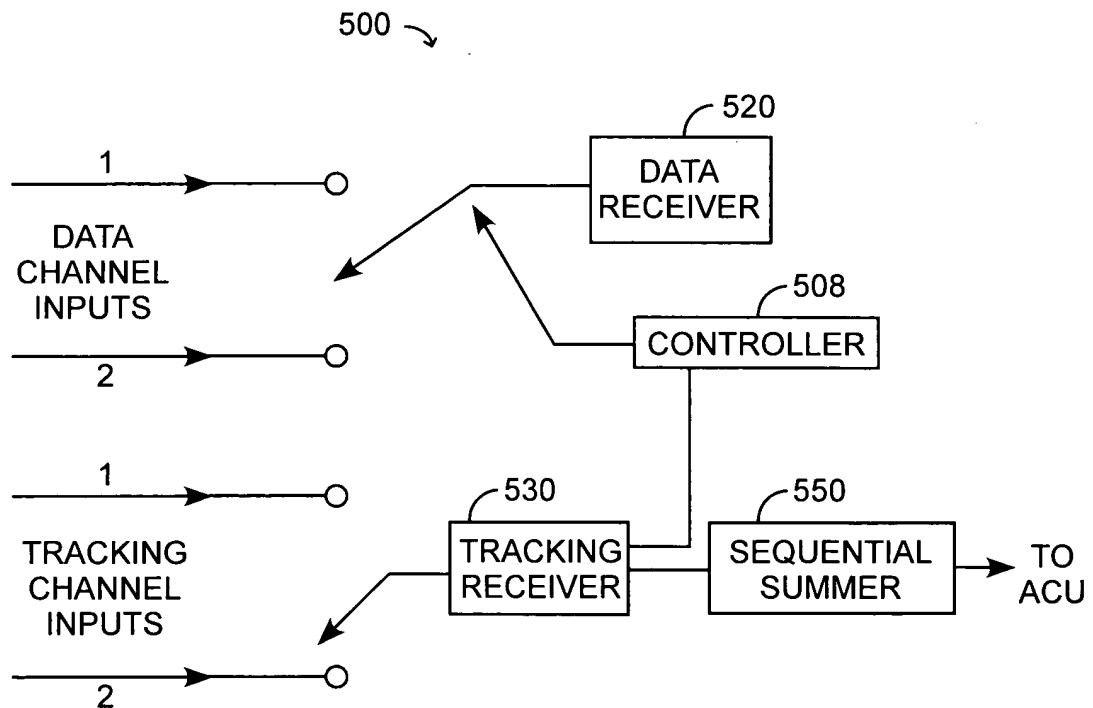 500
520
DATA
RECEIVER
1
DATA
CHANNEL
INPUTS
2
508
CONTROLLER
1
TRACKING
CHANNEL
INPUTS
2
530
TRACKING
RECEIVER
550
SEQUENTIAL
SUMMER
TO
ACU